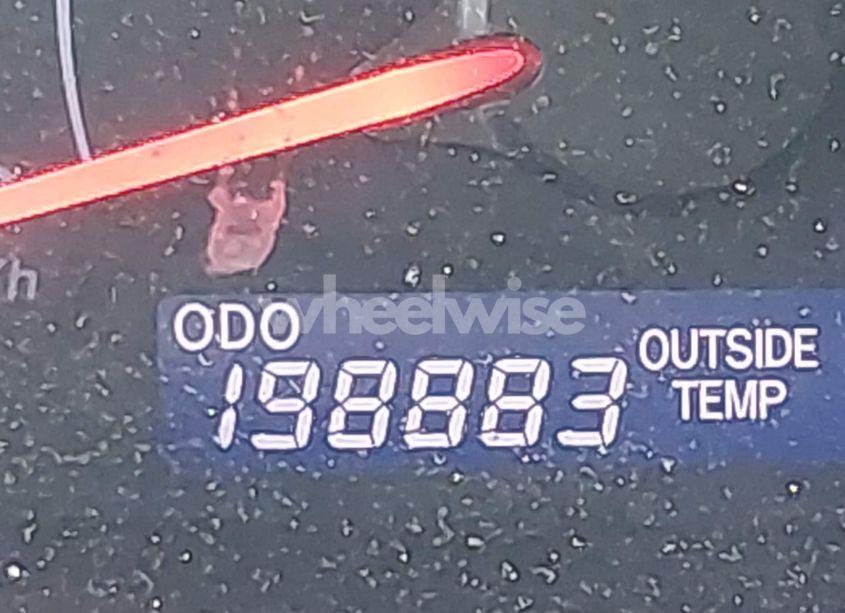 /h
wheelwise
ODO
OUTSIDE
TEMP
198883